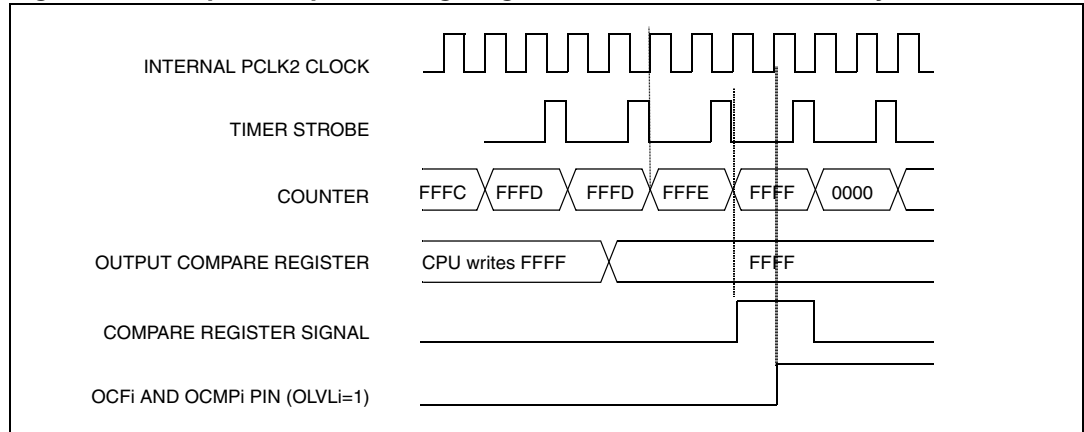 INTERNAL PCLK2 CLOCK
TIMER STROBE
COUNTER
FFFC FFFD FFFD FFFE FFFF 0000
OUTPUT COMPARE REGISTER
CPU writes FFFF FFFF
COMPARE REGISTER SIGNAL
OCFi AND OCMPi PIN (OLVLi=1)